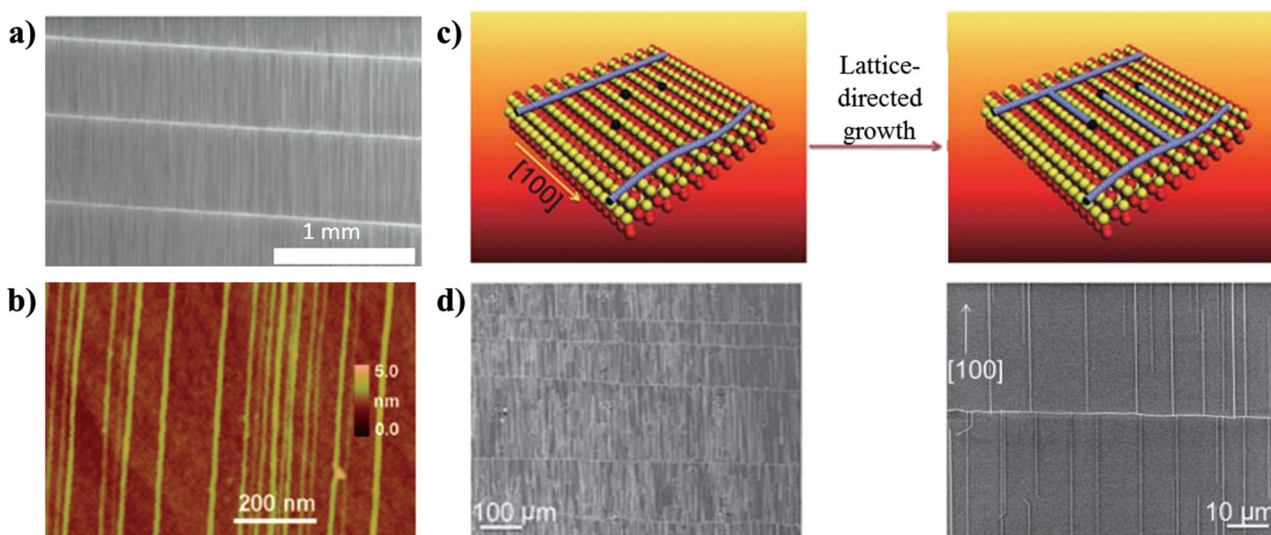 a)
1 mm
b)
5.0
nm
0.0
200 nm
c)
[100]
Lattice-
directed
growth
d)
100 µm
[100]
10 µm